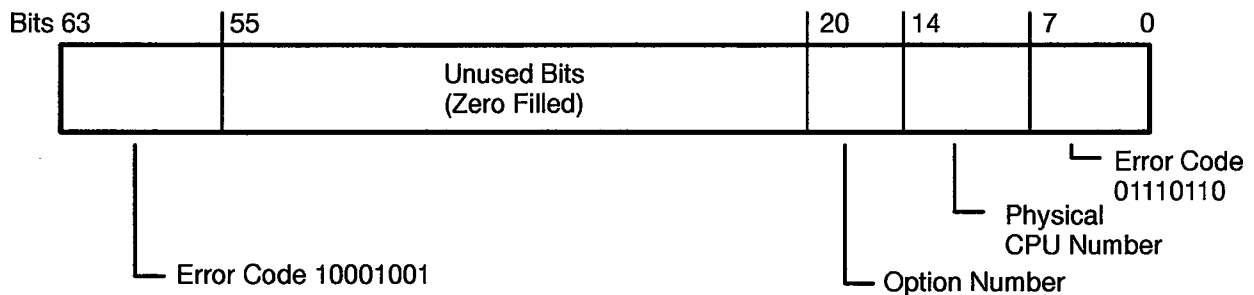 Bits 63 55 20 14 7 0
Unused Bits
(Zero Filled)
Error Code
01110110
Physical
CPU Number
Error Code 10001001
Option Number